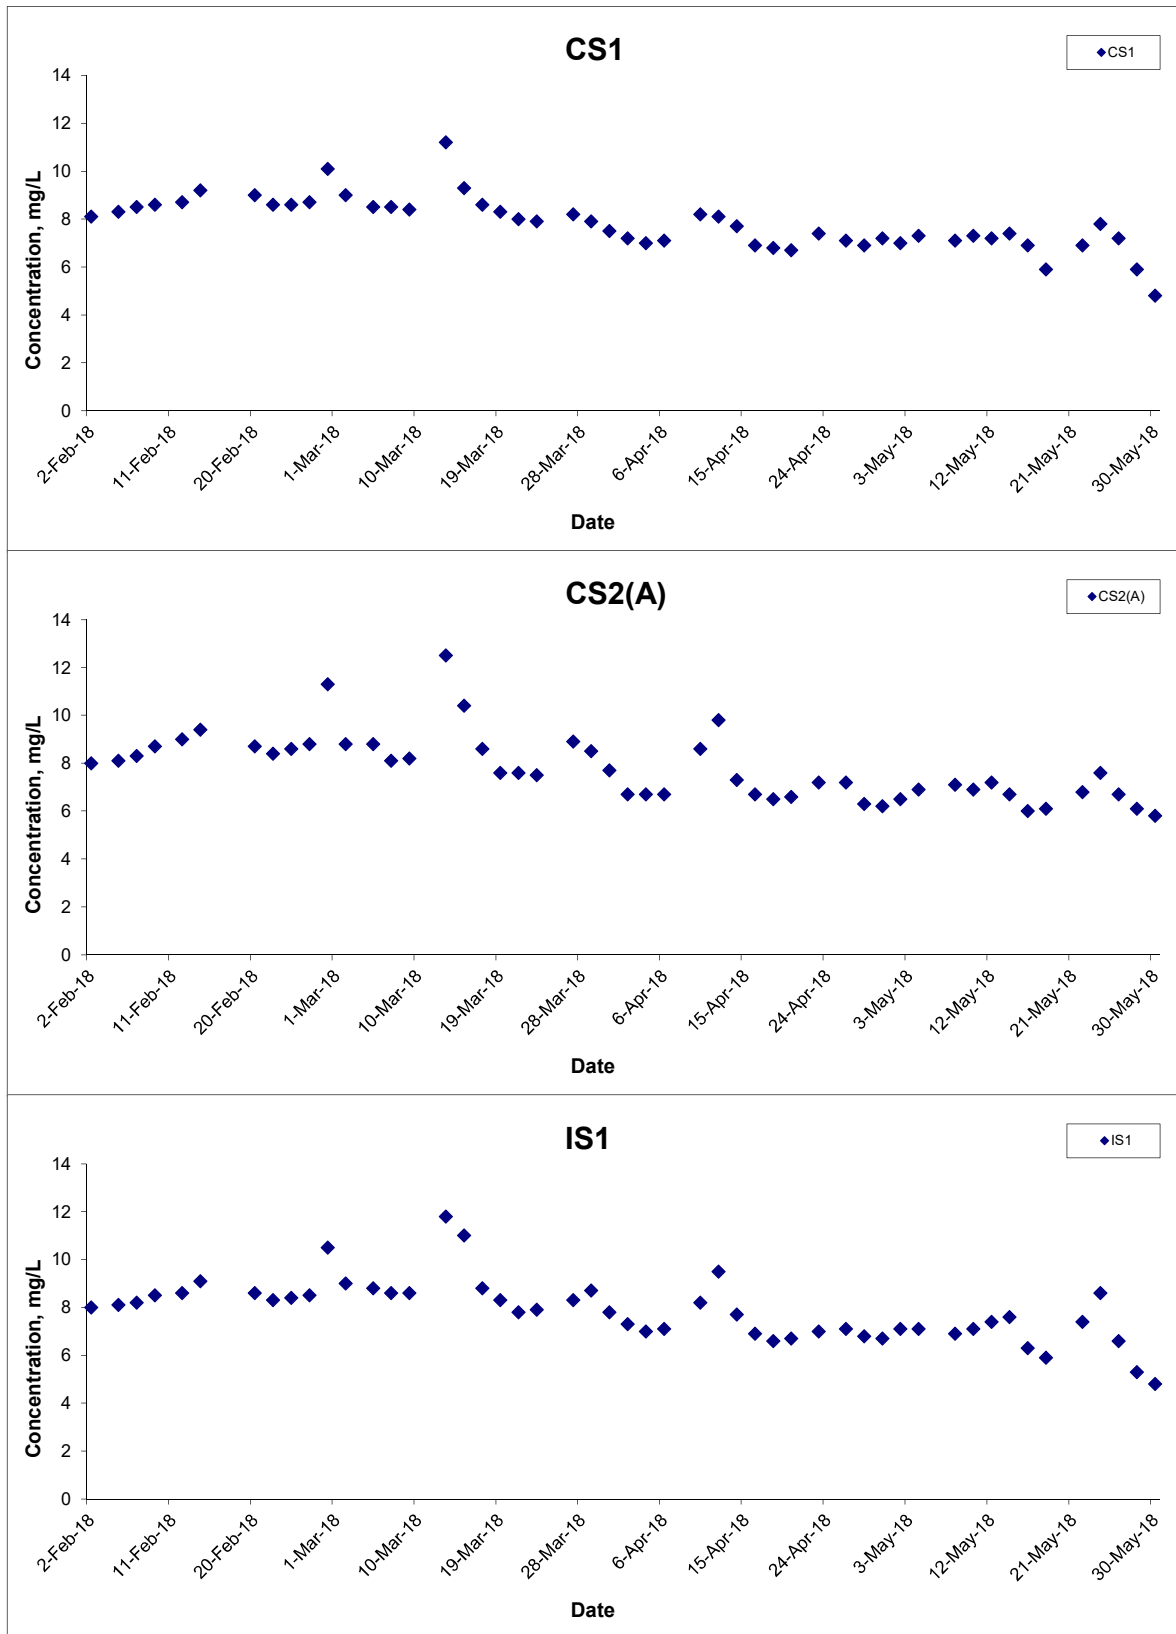 CS1
CS1
14
12
10
8
6
4
2
0
Concentration, mg/L
2-Feb-18
11-Feb-18
20-Feb-18
1-Mar-18
10-Mar-18
19-Mar-18
28-Mar-18
6-Apr-18
15-Apr-18
24-Apr-18
3-May-18
12-May-18
21-May-18
30-May-18
Date
CS2(A)
CS2(A)
14
12
10
8
6
4
2
0
Concentration, mg/L
2-Feb-18
11-Feb-18
20-Feb-18
1-Mar-18
10-Mar-18
19-Mar-18
28-Mar-18
6-Apr-18
15-Apr-18
24-Apr-18
3-May-18
12-May-18
21-May-18
30-May-18
Date
IS1
IS1
14
12
10
8
6
4
2
0
Concentration, mg/L
2-Feb-18
11-Feb-18
20-Feb-18
1-Mar-18
10-Mar-18
19-Mar-18
28-Mar-18
6-Apr-18
15-Apr-18
24-Apr-18
3-May-18
12-May-18
21-May-18
30-May-18
Date